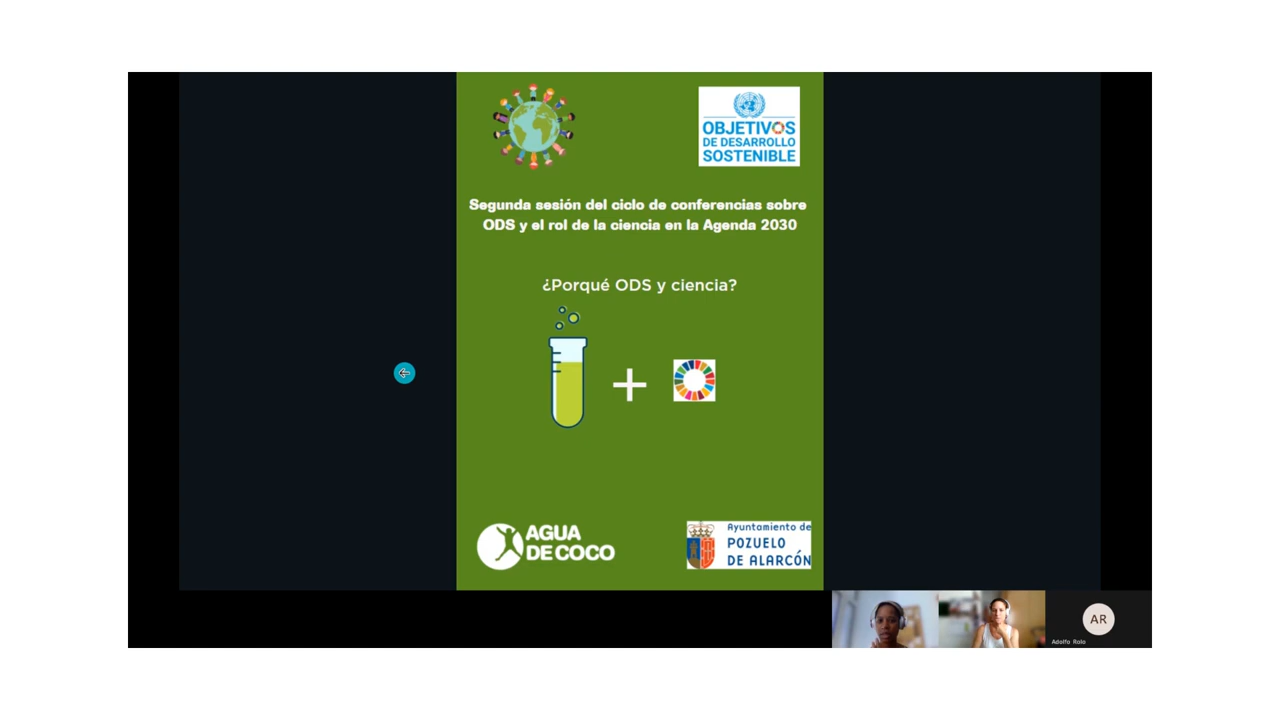 OBJETIVOS
DE DESARROLLO
SOSTENIBLE
Segunda sesión del ciclo de conferencias sobre
ODS y el rol de la ciencia en la Agenda 2030
¿Porqué ODS y ciencia?
AGUA
DE COCO
Ayuntamiento de
POZUELO
DE ALARCÓN
AR
Adolfo Rolo